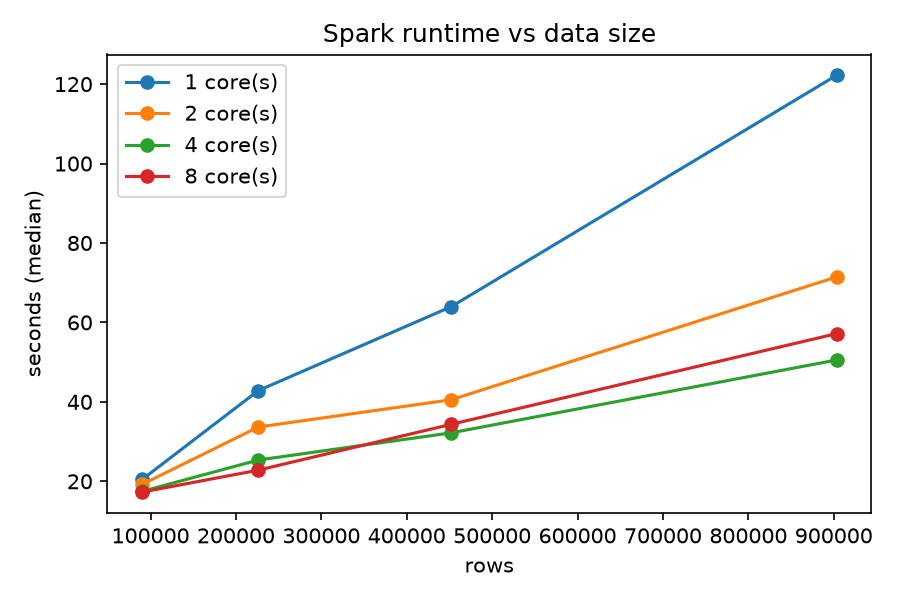 Spark runtime vs data size
1 core(s)
2 core(s)
4 core(s)
8 core(s)
seconds (median)
120
100
80
60
40
20
100000 200000 300000 400000 500000 600000 700000 800000 900000
rows